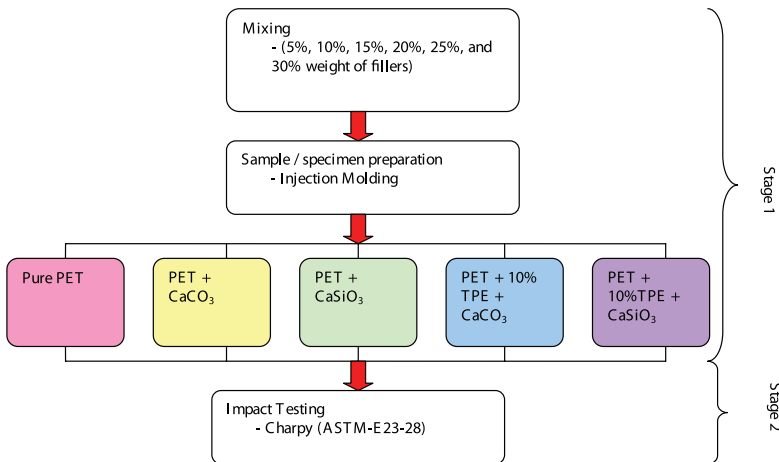 Mixing
- (5%, 10%, 15%, 20%, 25%, and
30% weight of fillers)
Sample / specimen preparation
- Injection Molding
Stage 1
Pure PET
PET +
CaCO₃
PET +
CaSiO₃
PET + 10%
TPE +
CaCO₃
PET +
10%TPE +
CaSiO₃
Impact Testing
- Charpy (ASTM-E23-28)
Stage 2